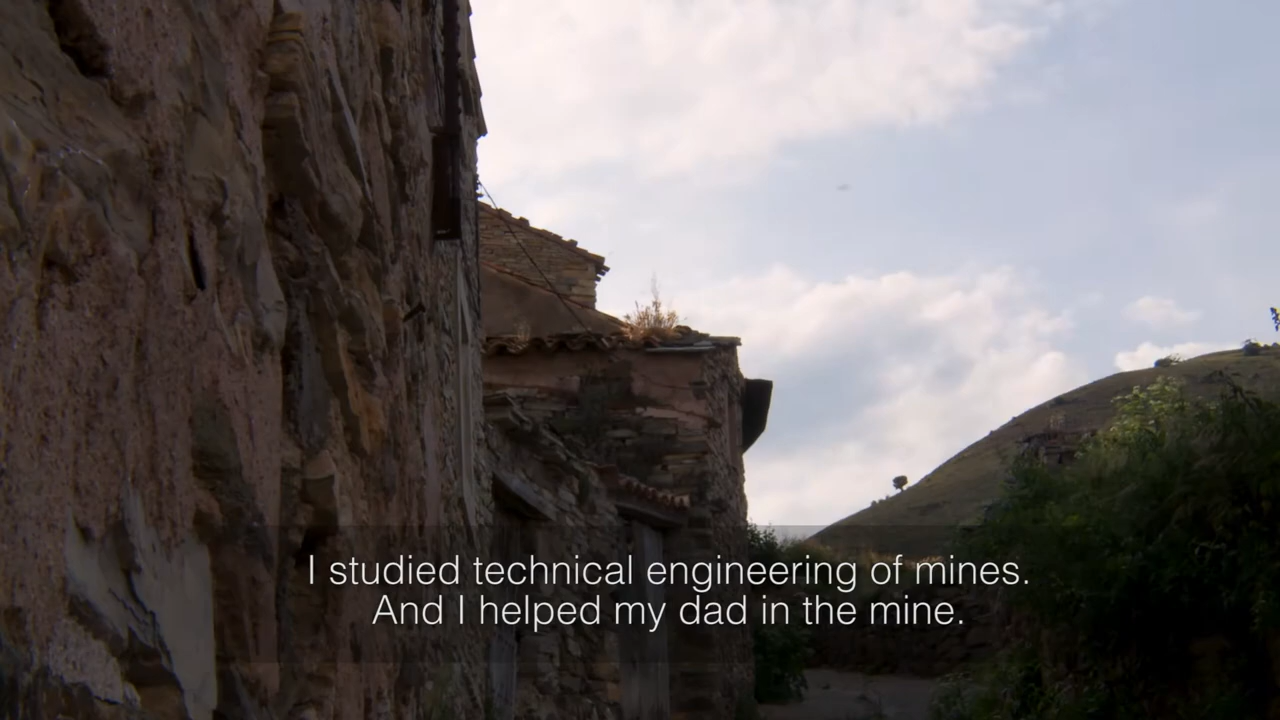 I studied technical engineering of mines.
And I helped my dad in the mine.